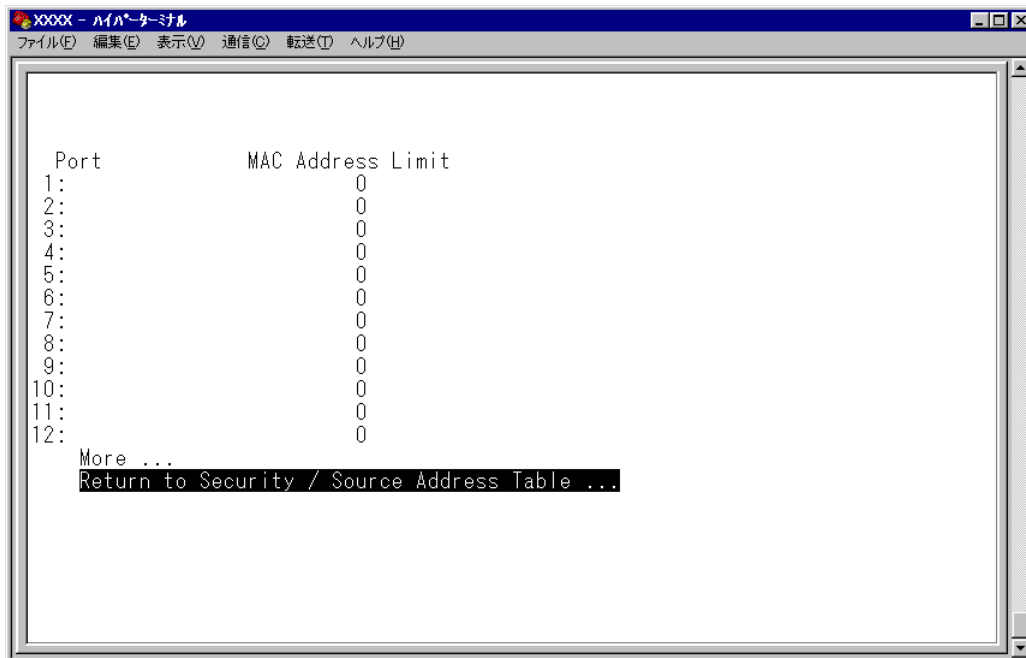 XXXX - ﾊｲﾊﾟｰﾀｰﾐﾅﾙ
ファイル(F) 編集(E) 表示(V) 通信(C) 転送(T) ヘルプ(H)
Port MAC Address Limit
1: 0
2: 0
3: 0
4: 0
5: 0
6: 0
7: 0
8: 0
9: 0
10: 0
11: 0
12: 0
More ...
Return to Security / Source Address Table ...